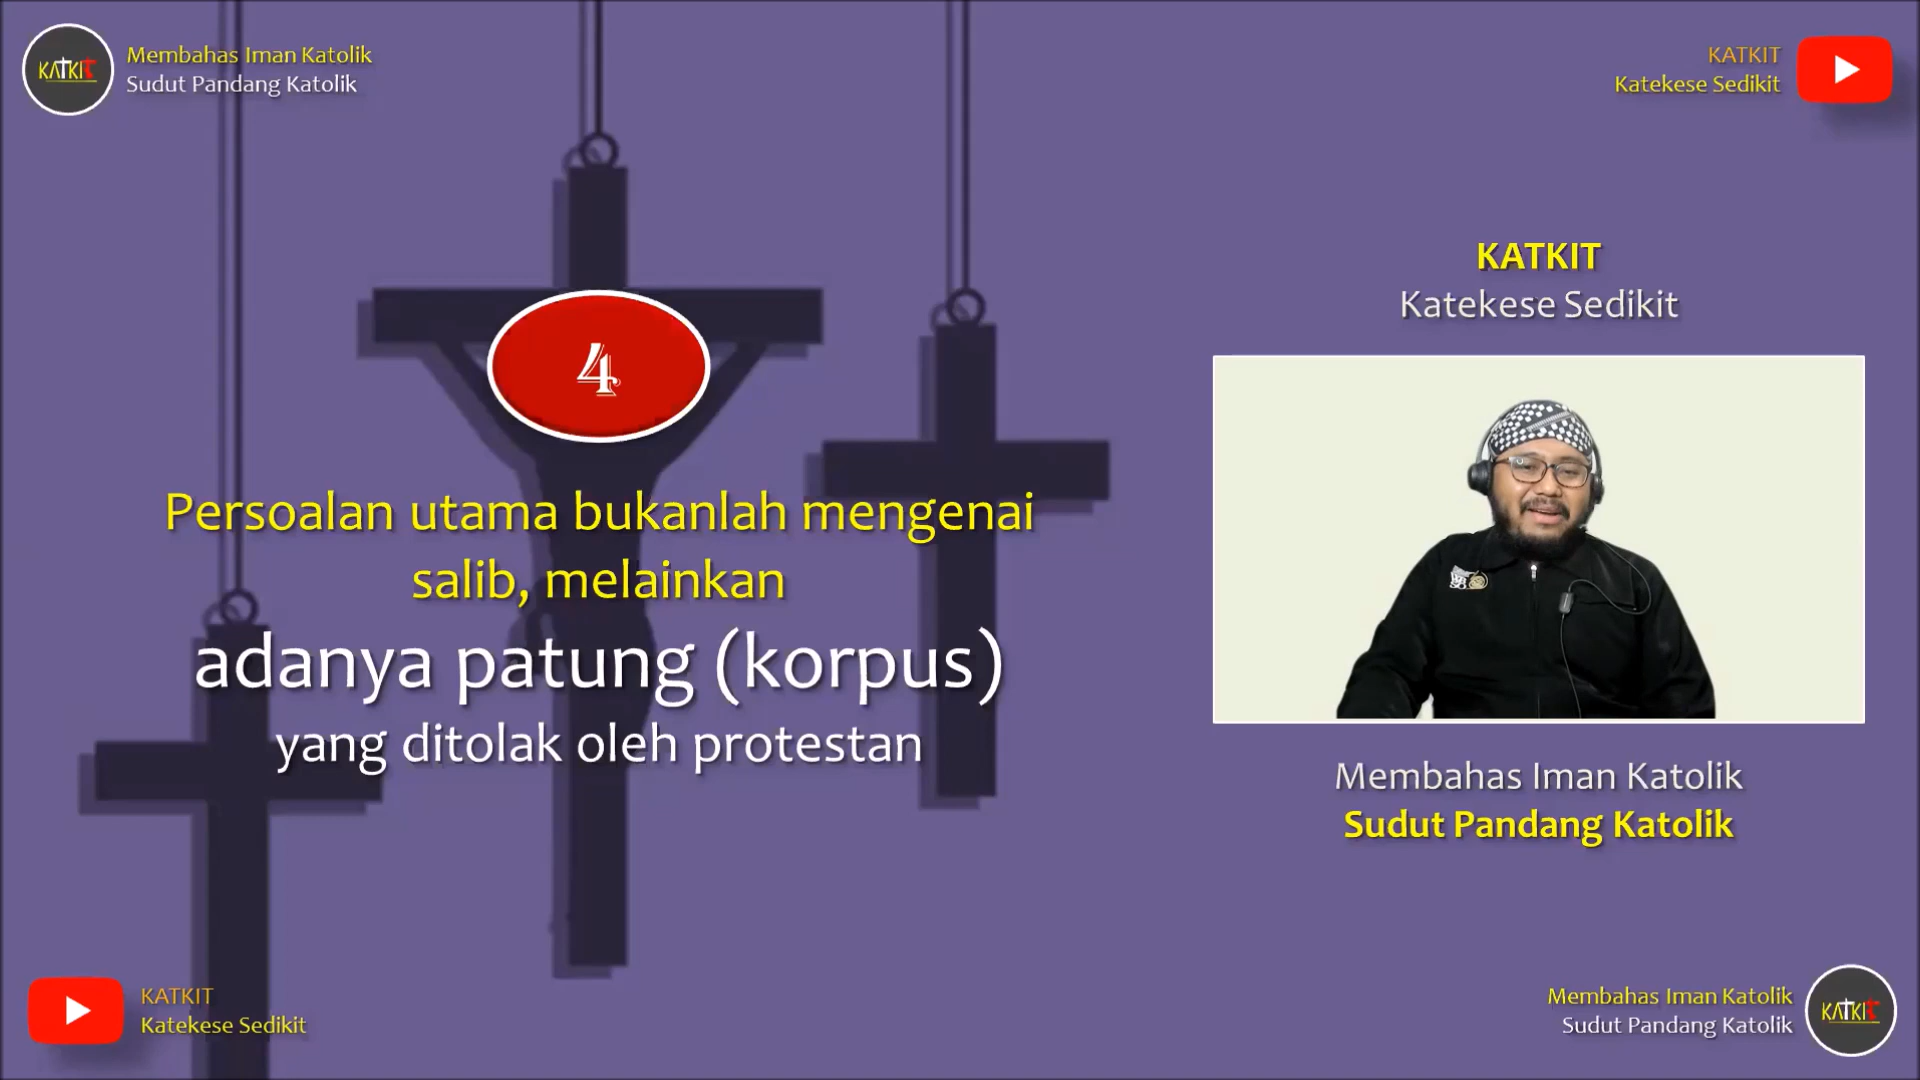 KATKIT
Membahas Iman Katolik
Sudut Pandang Katolik
KATKIT
Katekese Sedikit
4
Persoalan utama bukanlah mengenai
salib, melainkan
adanya patung (korpus)
yang ditolak oleh protestan
KATKIT
Katekese Sedikit
Membahas Iman Katolik
Sudut Pandang Katolik
KATKIT
Katekese Sedikit
Membahas Iman Katolik
Sudut Pandang Katolik
KATKIT